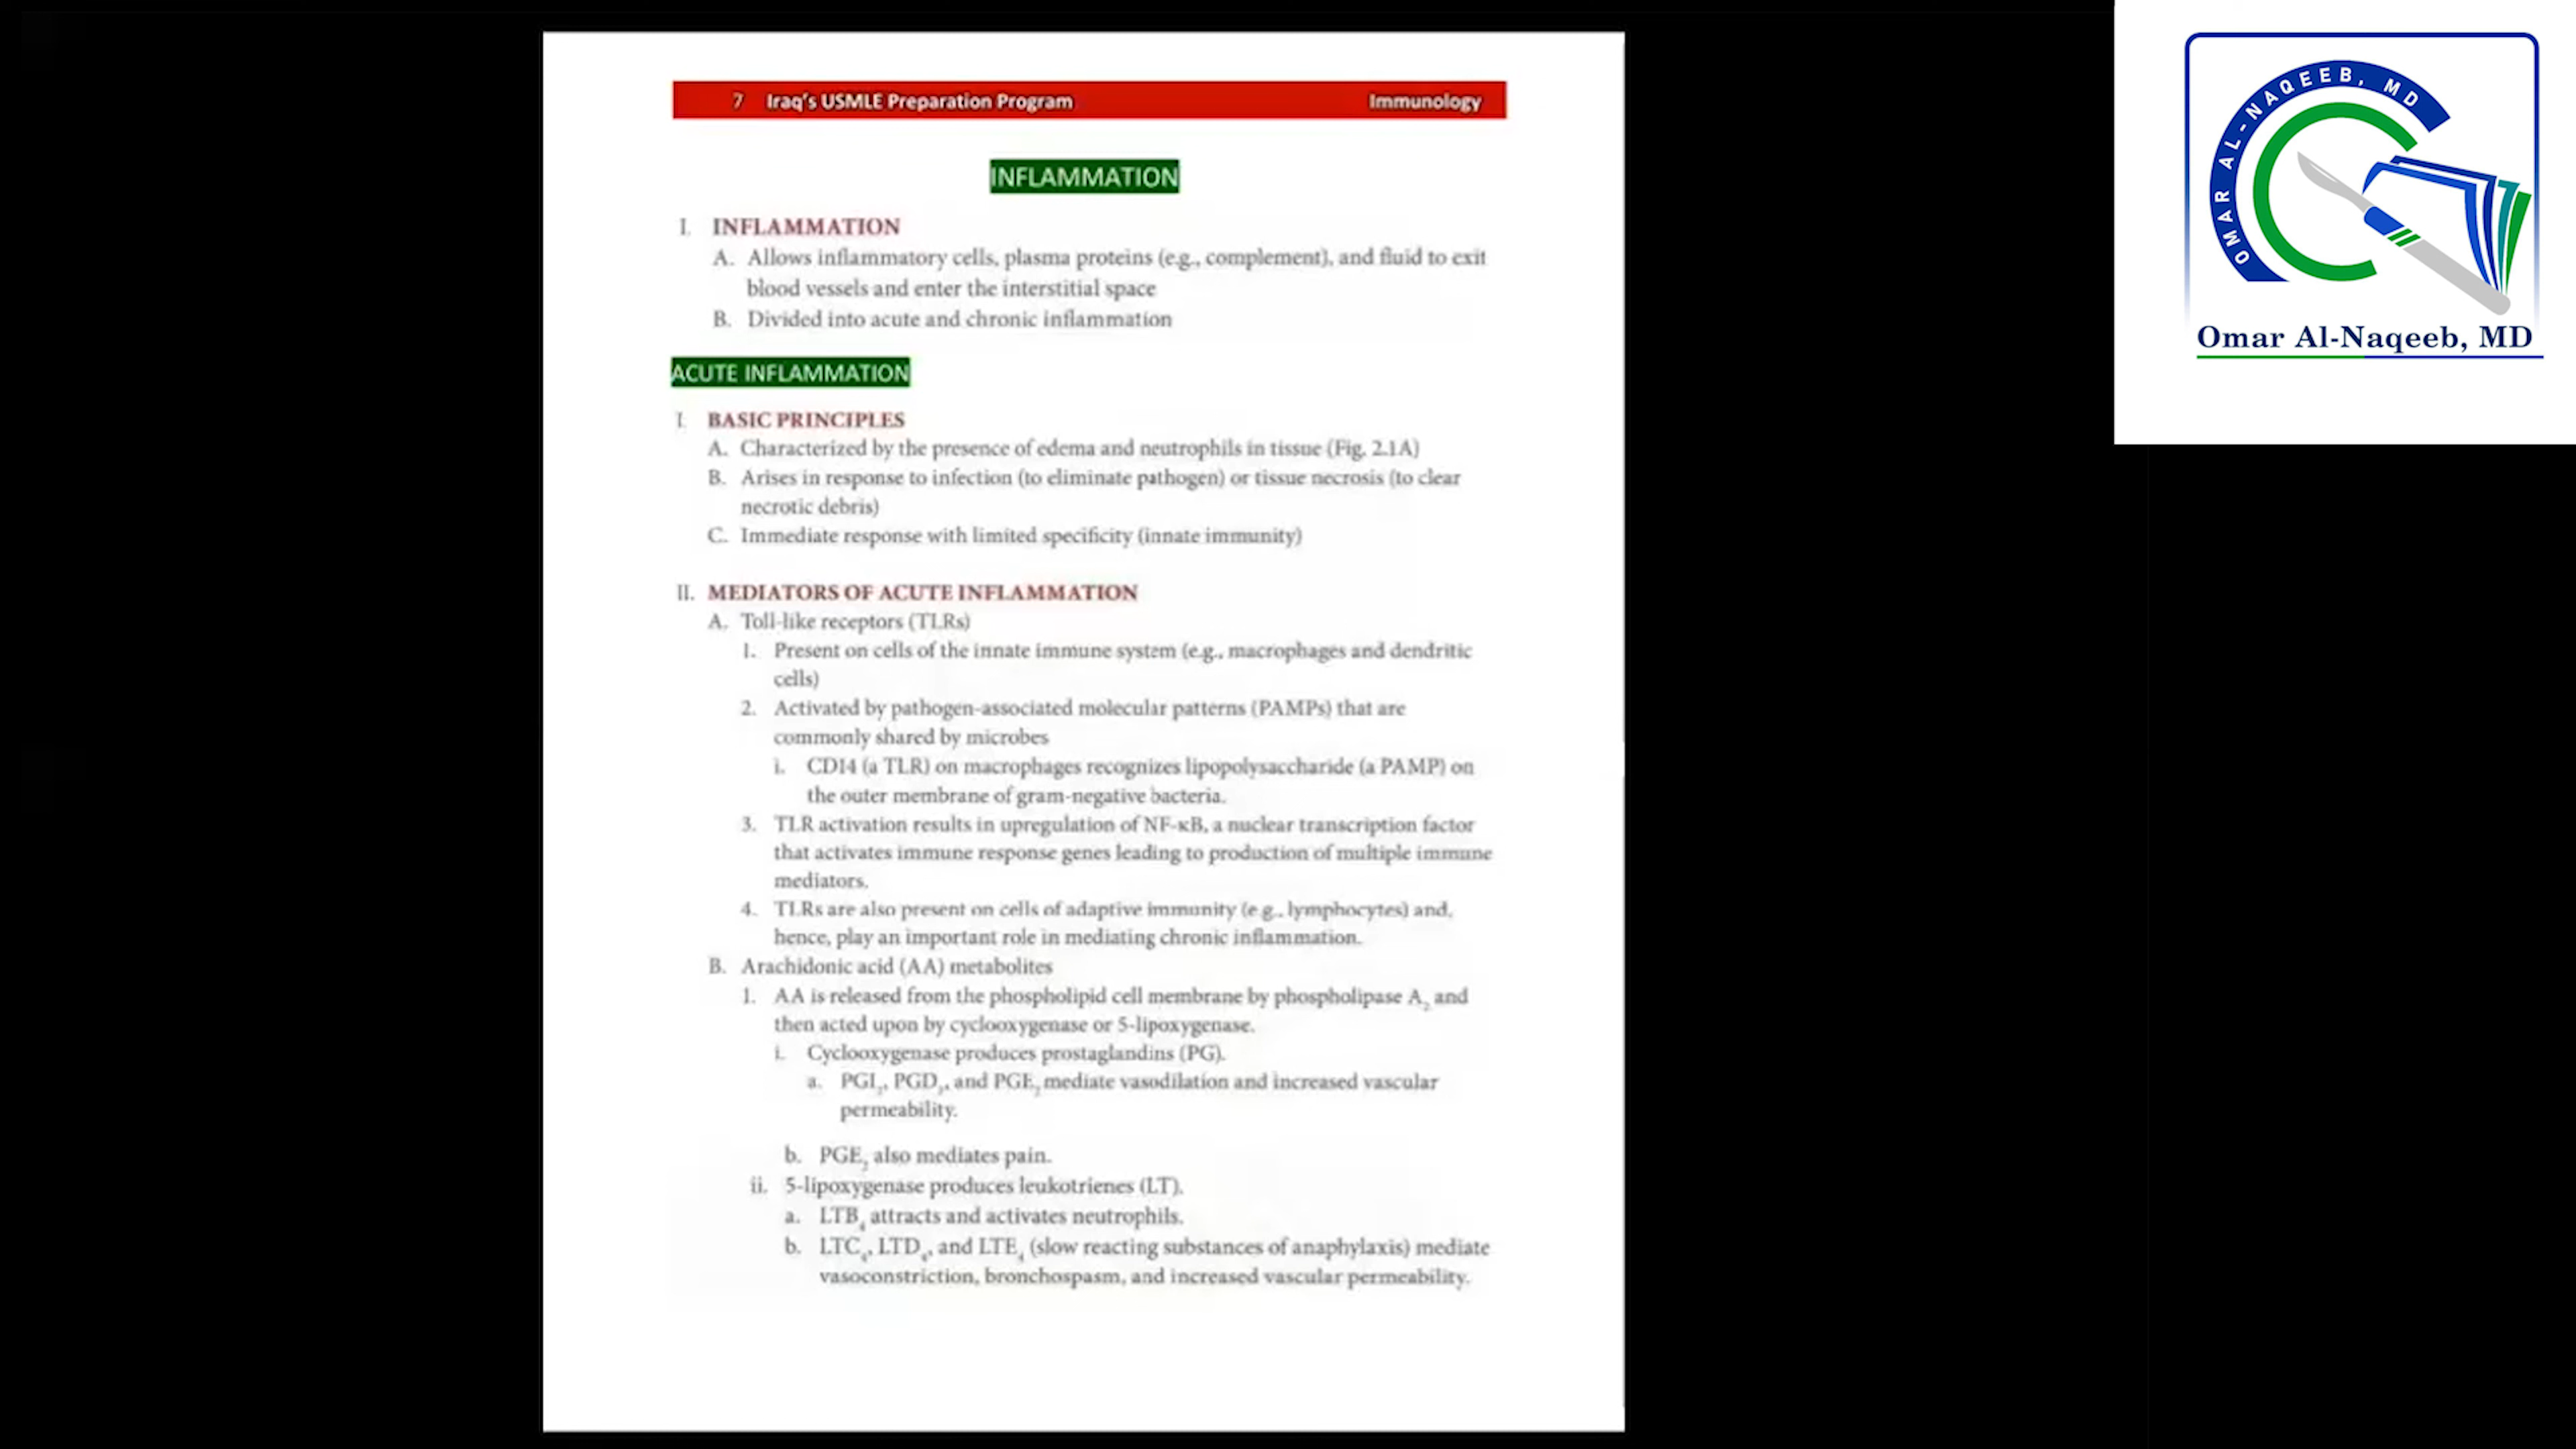 7 Iraq's USMLE Preparation Program Immunology
INFLAMMATION
I. INFLAMMATION
A. Allows inflammatory cells, plasma proteins (e.g., complement), and fluid to exit
blood vessels and enter the interstitial space
B. Divided into acute and chronic inflammation
ACUTE INFLAMMATION
I. BASIC PRINCIPLES
A. Characterized by the presence of edema and neutrophils in tissue (Fig. 2.1A)
B. Arises in response to infection (to eliminate pathogen) or tissue necrosis (to clear
necrotic debris)
C. Immediate response with limited specificity (innate immunity)
II. MEDIATORS OF ACUTE INFLAMMATION
A. Toll-like receptors (TLRs)
1. Present on cells of the innate immune system (e.g., macrophages and dendritic
cells)
2. Activated by pathogen-associated molecular patterns (PAMPs) that are
commonly shared by microbes
i. CD14 (a TLR) on macrophages recognizes lipopolysaccharide (a PAMP) on
the outer membrane of gram-negative bacteria.
3. TLR activation results in upregulation of NF-κB, a nuclear transcription factor
that activates immune response genes leading to production of multiple immune
mediators.
4. TLRs are also present on cells of adaptive immunity (e.g., lymphocytes) and,
hence, play an important role in mediating chronic inflammation.
B. Arachidonic acid (AA) metabolites
1. AA is released from the phospholipid cell membrane by phospholipase A₂ and
then acted upon by cyclooxygenase or 5-lipoxygenase.
i. Cyclooxygenase produces prostaglandins (PG).
a. PGI₂, PGD₂, and PGE₂ mediate vasodilation and increased vascular
permeability.
b. PGE₂ also mediates pain.
ii. 5-lipoxygenase produces leukotrienes (LT).
a. LTB₄ attracts and activates neutrophils.
b. LTC₄, LTD₄, and LTE₄ (slow reacting substances of anaphylaxis) mediate
vasoconstriction, bronchospasm, and increased vascular permeability.
OMAR AL-NAQEEB, MD
Omar Al-Naqeeb, MD